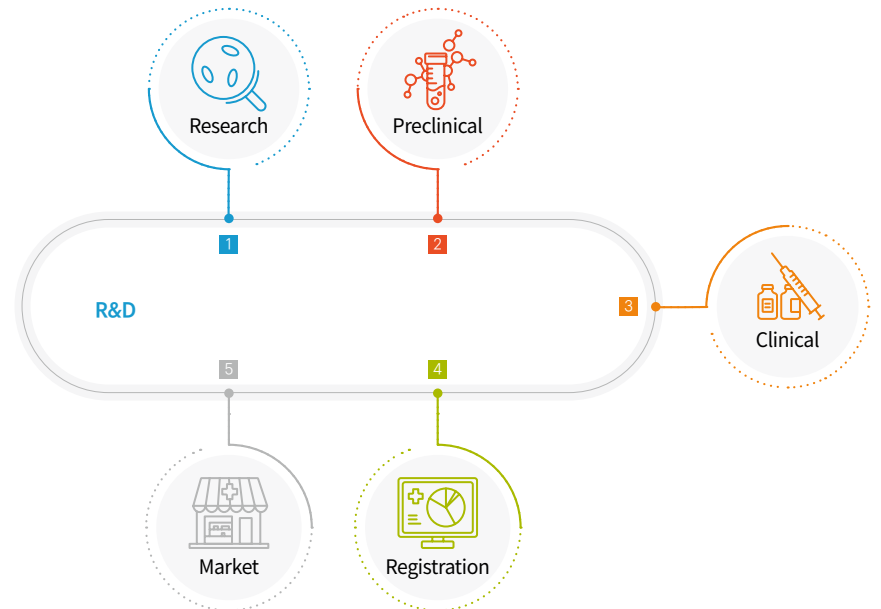 Research
Preclinical
1
2
R&D
3
Clinical
5
4
Market
Registration